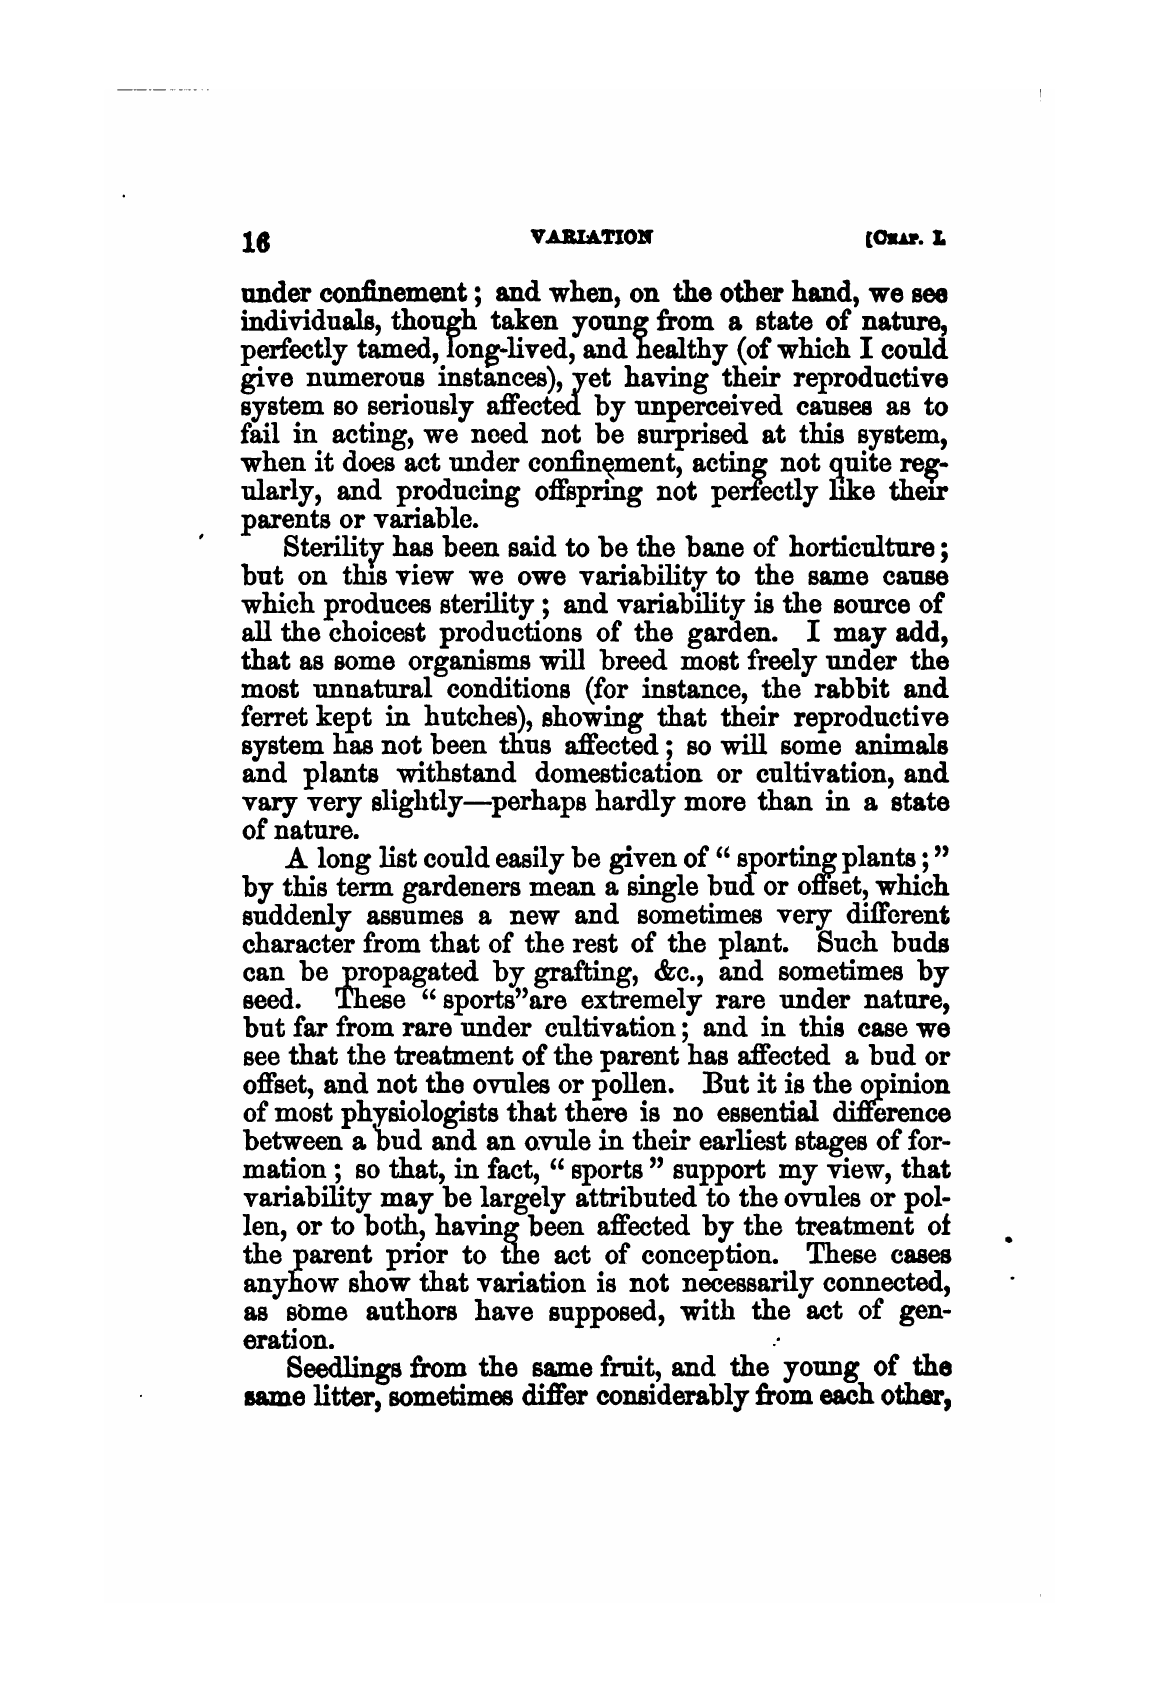 16 VARIATION [CHAP. I.
under confinement; and when, on the other hand, we see
individuals, though taken young from a state of nature,
perfectly tamed, long-lived, and healthy (of which I could
give numerous instances), yet having their reproductive
system so seriously affected by unperceived causes as to
fail in acting, we need not be surprised at this system,
when it does act under confinement, acting not quite reg-
ularly, and producing offspring not perfectly like their
parents or variable.
Sterility has been said to be the bane of horticulture;
but on this view we owe variability to the same cause
which produces sterility; and variability is the source of
all the choicest productions of the garden. I may add,
that as some organisms will breed most freely under the
most unnatural conditions (for instance, the rabbit and
ferret kept in hutches), showing that their reproductive
system has not been thus affected; so will some animals
and plants withstand domestication or cultivation, and
vary very slightly—perhaps hardly more than in a state
of nature.
A long list could easily be given of “sporting plants;”
by this term gardeners mean a single bud or offset, which
suddenly assumes a new and sometimes very different
character from that of the rest of the plant. Such buds
can be propagated by grafting, &c., and sometimes by
seed. These “sports” are extremely rare under nature,
but far from rare under cultivation; and in this case we
see that the treatment of the parent has affected a bud or
offset, and not the ovules or pollen. But it is the opinion
of most physiologists that there is no essential difference
between a bud and an ovule in their earliest stages of for-
mation; so that, in fact, “sports” support my view, that
variability may be largely attributed to the ovules or pol-
len, or to both, having been affected by the treatment of
the parent prior to the act of conception. These cases
anyhow show that variation is not necessarily connected,
as some authors have supposed, with the act of gen-
eration.
Seedlings from the same fruit, and the young of the
same litter, sometimes differ considerably from each other,